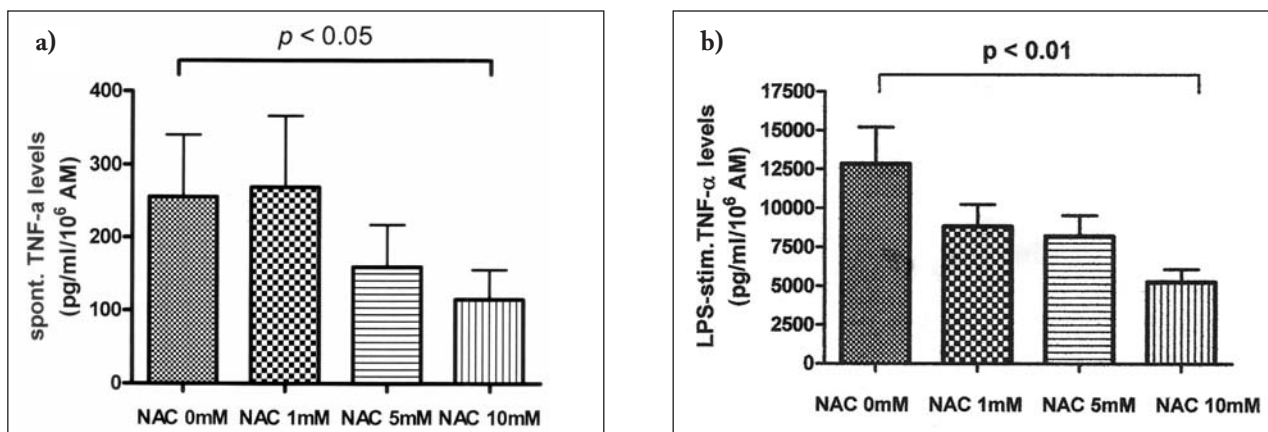 a)
p < 0.05
spont. TNF-a levels
(pg/ml/10⁶ AM)
400
300
200
100
0
NAC 0mM NAC 1mM NAC 5mM NAC 10mM
b)
p < 0.01
LPS-stim.TNF-α levels
(pg/ml/10⁶ AM)
17500
15000
12500
10000
7500
5000
2500
0
NAC 0mM NAC 1mM NAC 5mM NAC 10mM